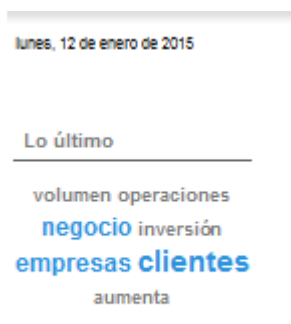 lunes, 12 de enero de 2015
Lo último
volumen operaciones
negocio inversión
empresas clientes
aumenta